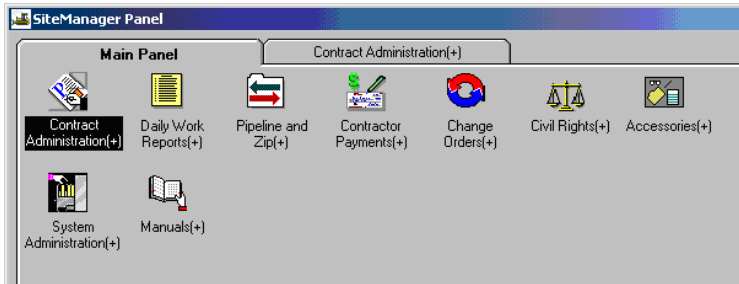 SiteManager Panel
Main Panel
Contract Administration(+)
Contract
Administration(+)
Daily Work
Reports(+)
Pipeline and
Zip(+)
Contractor
Payments(+)
Change
Orders(+)
Civil Rights(+)
Accessories(+)
System
Administration(+)
Manuals(+)